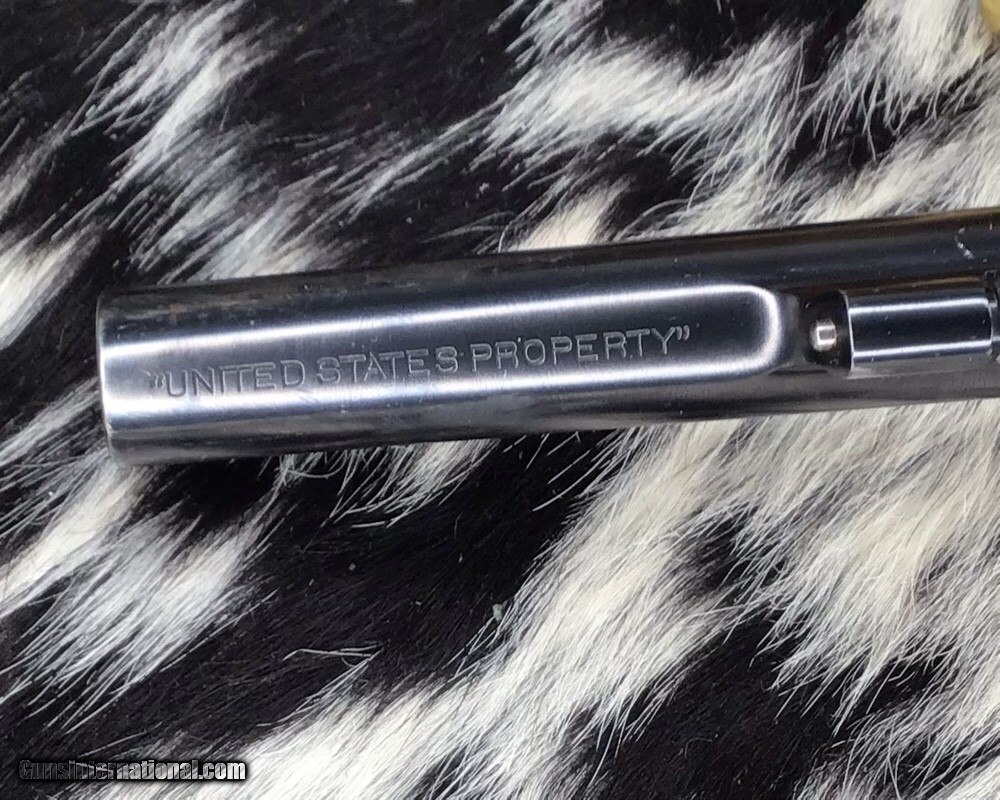 "UNITED STATES PROPERTY"
GunsInternational.com